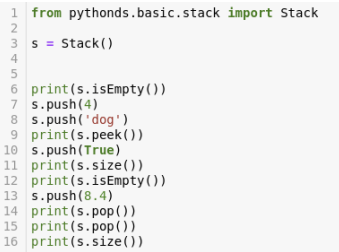 1 from pythonds.basic.stack import Stack
2
3 s = Stack()
4
5
6 print(s.isEmpty())
7 s.push(4)
8 s.push('dog')
9 print(s.peek())
10 s.push(True)
11 print(s.size())
12 print(s.isEmpty())
13 s.push(8.4)
14 print(s.pop())
15 print(s.pop())
16 print(s.size())